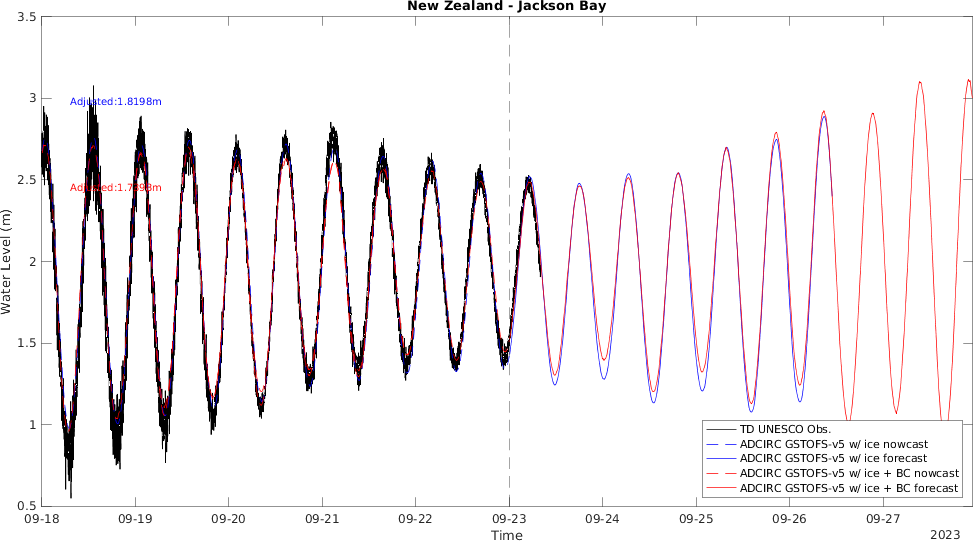 New Zealand - Jackson Bay
3.5
3
2.5
2
1.5
1
0.5
Water Level (m)
Adjusted:1.8198m
09-18
09-19
09-20
09-21
09-22
09-23
09-24
09-25
09-26
09-27
Time
2023
TD UNESCO Obs.
ADCIRC GSTOFS-v5 w/ ice nowcast
ADCIRC GSTOFS-v5 w/ ice forecast
ADCIRC GSTOFS-v5 w/ ice + BC nowcast
ADCIRC GSTOFS-v5 w/ ice + BC forecast